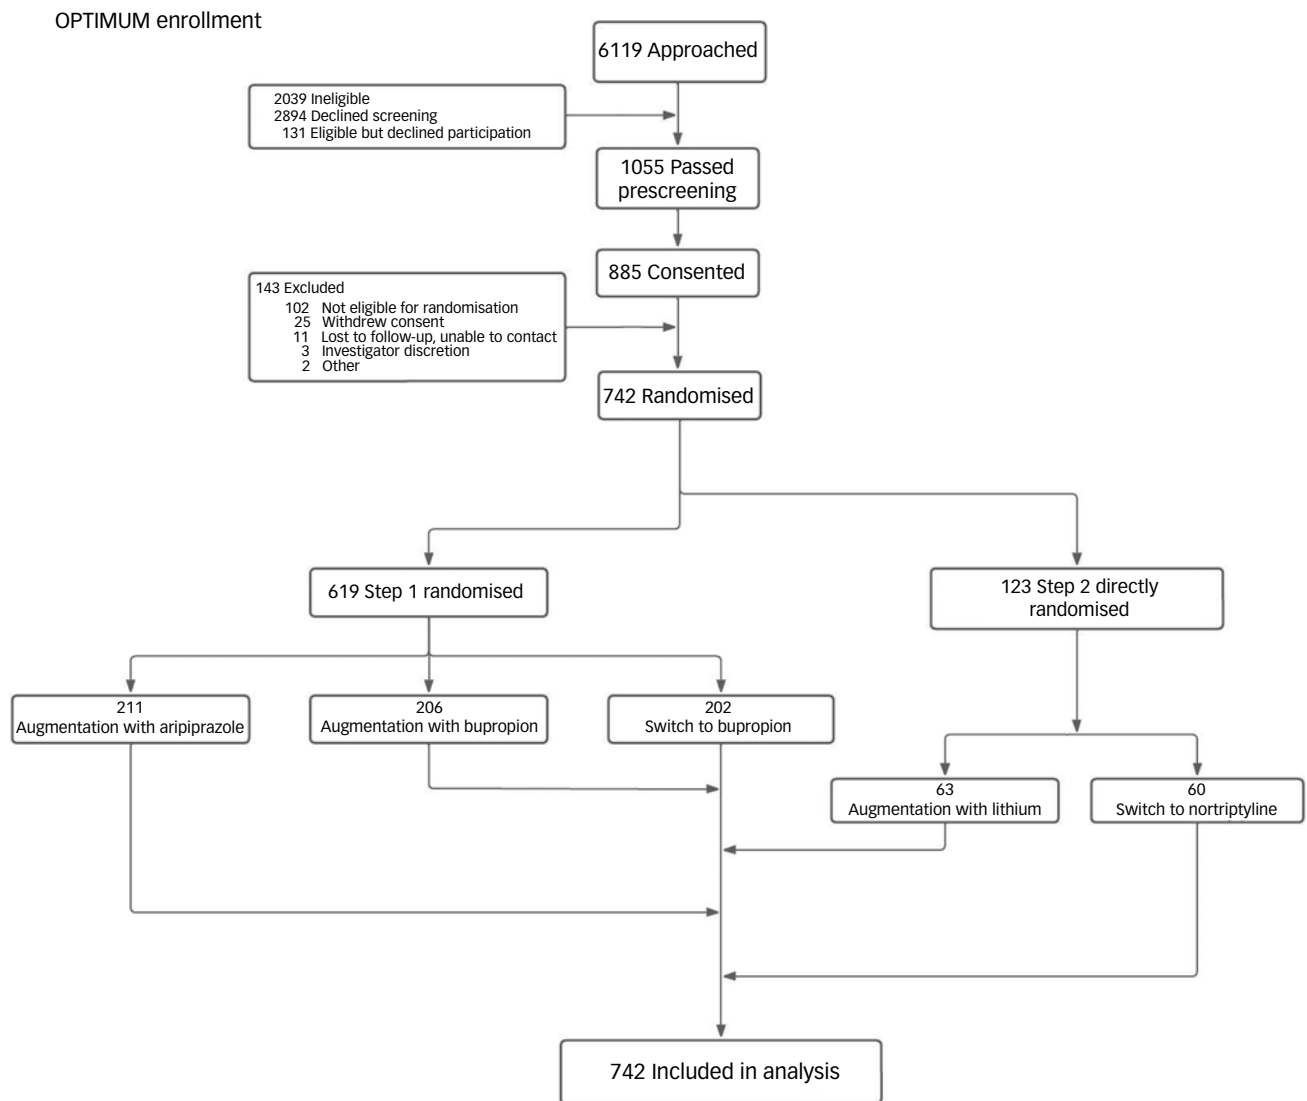 OPTIMUM enrollment
6119 Approached
2039 Ineligible
2894 Declined screening
131 Eligible but declined participation
1055 Passed
prescreening
885 Consented
143 Excluded
102 Not eligible for randomisation
25 Withdrew consent
11 Lost to follow-up, unable to contact
3 Investigator discretion
2 Other
742 Randomised
619 Step 1 randomised
123 Step 2 directly
randomised
211
Augmentation with aripiprazole
206
Augmentation with bupropion
202
Switch to bupropion
63
Augmentation with lithium
60
Switch to nortriptyline
742 Included in analysis